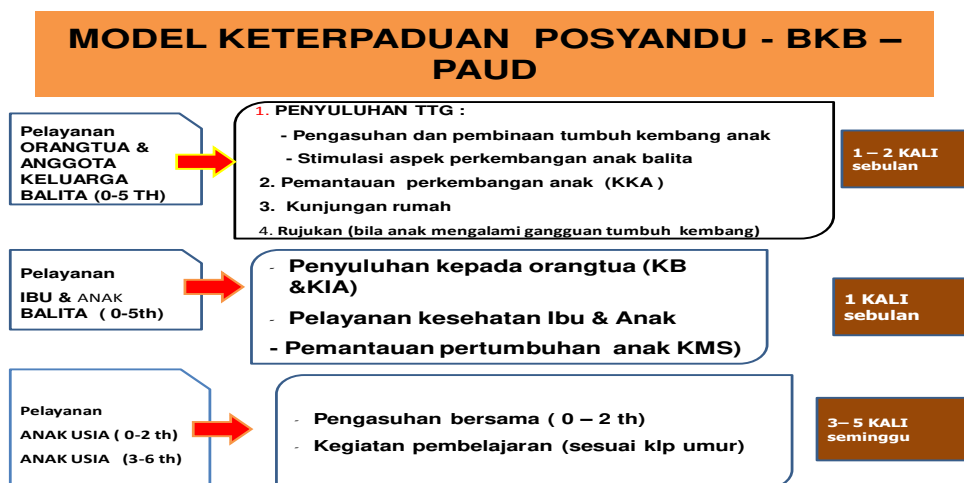 MODEL KETERPADUAN POSYANDU - BKB –
PAUD
Pelayanan
ORANGTUA &
ANGGOTA
KELUARGA
BALITA (0-5 TH)
1. PENYULUHAN TTG :
- Pengasuhan dan pembinaan tumbuh kembang anak
- Stimulasi aspek perkembangan anak balita
2. Pemantauan perkembangan anak (KKA )
3. Kunjungan rumah
4. Rujukan (bila anak mengalami gangguan tumbuh kembang)
1 – 2 KALI
sebulan
Pelayanan
IBU & ANAK
BALITA ( 0-5th)
- Penyuluhan kepada orangtua (KB
&KIA)
- Pelayanan kesehatan Ibu & Anak
- Pemantauan pertumbuhan anak KMS)
1 KALI
sebulan
Pelayanan
ANAK USIA ( 0-2 th)
ANAK USIA (3-6 th)
- Pengasuhan bersama ( 0 – 2 th)
- Kegiatan pembelajaran (sesuai klp umur)
3– 5 KALI
seminggu